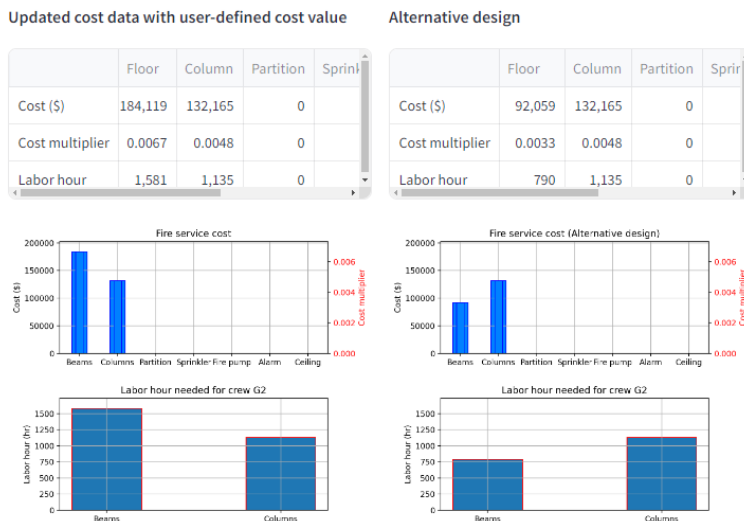 Updated cost data with user-defined cost value
Floor Column Partition Sprink
Cost ($) 184,119 132,165 0
Cost multiplier 0.0067 0.0048 0
Labor hour 1,581 1,135 0
Alternative design
Floor Column Partition Sprir
Cost ($) 92,059 132,165 0
Cost multiplier 0.0033 0.0048 0
Labor hour 790 1,135 0
Fire service cost
200000
150000
100000
50000
0
Cost ($)
0.006
0.004
0.002
0.000
Cost multiplier
Beams Columns Partition Sprinkler Fire pump Alarm Ceiling
Fire service cost (Alternative design)
200000
150000
100000
50000
0
Cost ($)
0.006
0.004
0.002
0.000
Cost multiplier
Beams Columns Partition Sprinkler Fire pump Alarm Ceiling
Labor hour needed for crew G2
1500
1250
1000
750
500
250
0
Labor hour (hr)
Beams Columns
Labor hour needed for crew G2
1500
1250
1000
750
500
250
0
Labor hour (hr)
Beams Columns